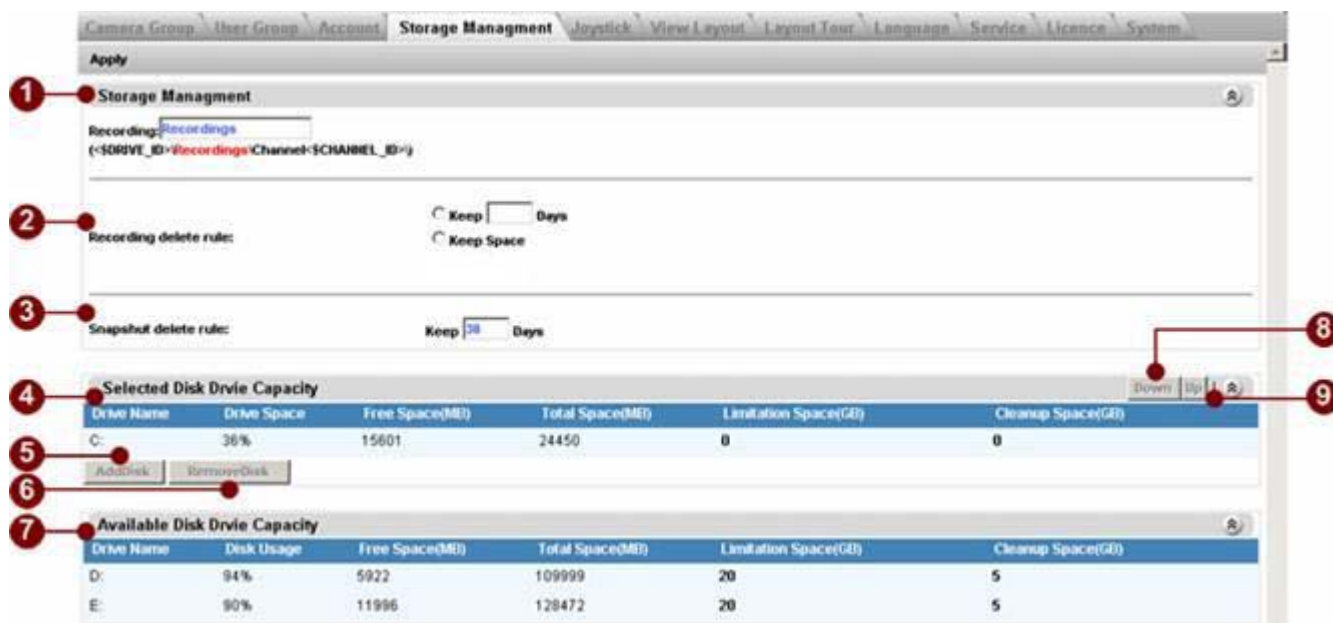 Camera Group User Group Account Storage Managment Joystick View Layout Layout Tour Language Service Licence System
Apply
1 Storage Managment
Recording: Recordings
(<$DRIVE_ID>\Recordings\Channel<$CHANNEL_ID>\)
2 Recording delete rule:
Keep Days
Keep Space
3 Snapshut delete rule: Keep Days
8
4 Selected Disk Drvie Capacity Down Up
9
Drive Name Drive Space Free Space(MB) Total Space(MB) Limitation Space(GB) Cleanup Space(GB)
C: 36% 15601 24450 0 0
5 AddDisk RemoveDisk
6
7 Available Disk Drvie Capacity
Drive Name Disk Usage Free Space(MB) Total Space(MB) Limitation Space(GB) Cleanup Space(GB)
D: 94% 5922 109999 20 5
E: 90% 11996 128472 20 5